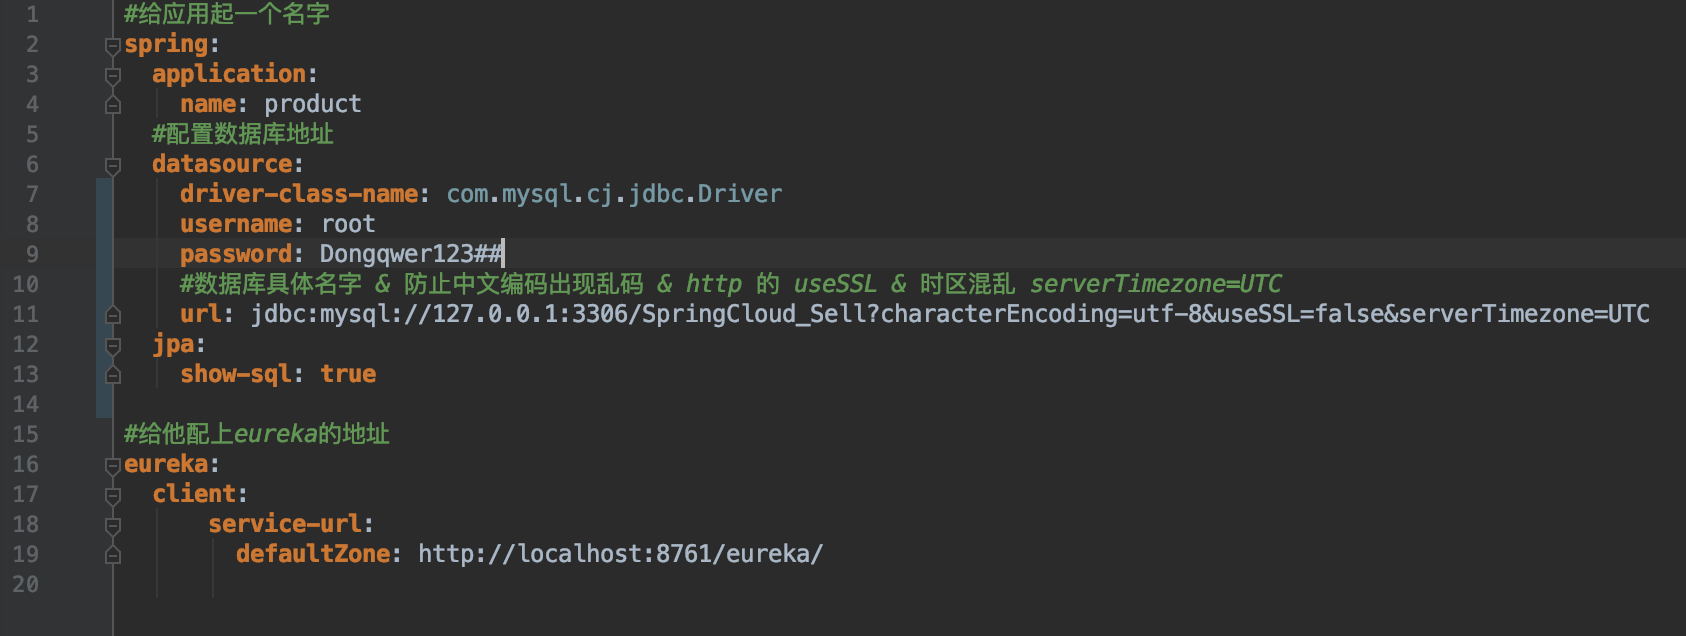 1 #给应用起一个名字
2 spring:
3 application:
4 name: product
5 #配置数据库地址
6 datasource:
7 driver-class-name: com.mysql.cj.jdbc.Driver
8 username: root
9 password: Dongqwer123##
10 #数据库具体名字 & 防止中文编码出现乱码 & http 的 useSSL & 时区混乱 serverTimezone=UTC
11 url: jdbc:mysql://127.0.0.1:3306/SpringCloud_Sell?characterEncoding=utf-8&useSSL=false&serverTimezone=UTC
12 jpa:
13 show-sql: true
14
15 #给他配上eureka的地址
16 eureka:
17 client:
18 service-url:
19 defaultZone: http://localhost:8761/eureka/
20